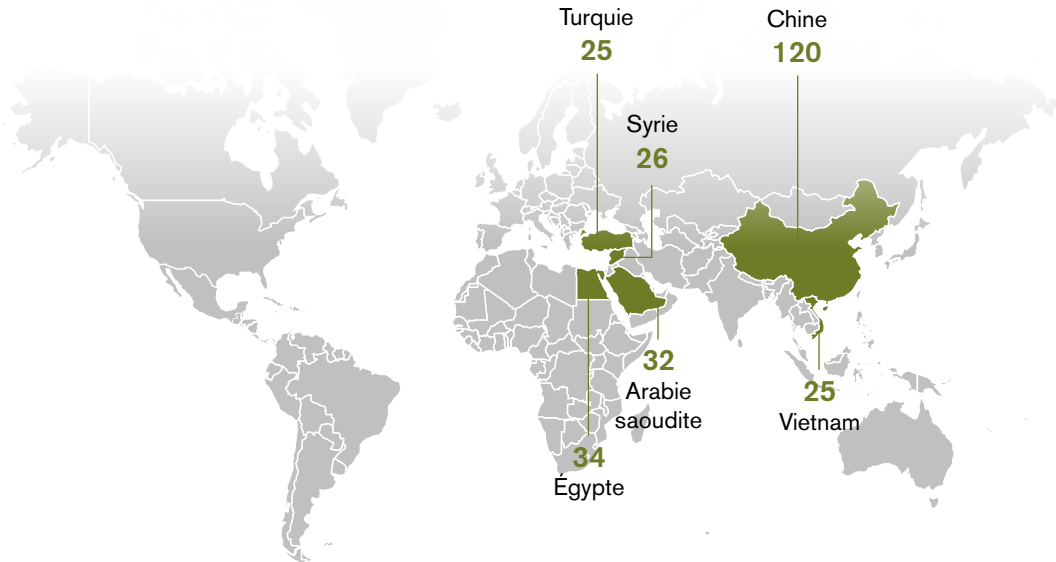 Turquie
25
Chine
120
Syrie
26
32
Arabie
saoudite
25
Vietnam
34
Égypte